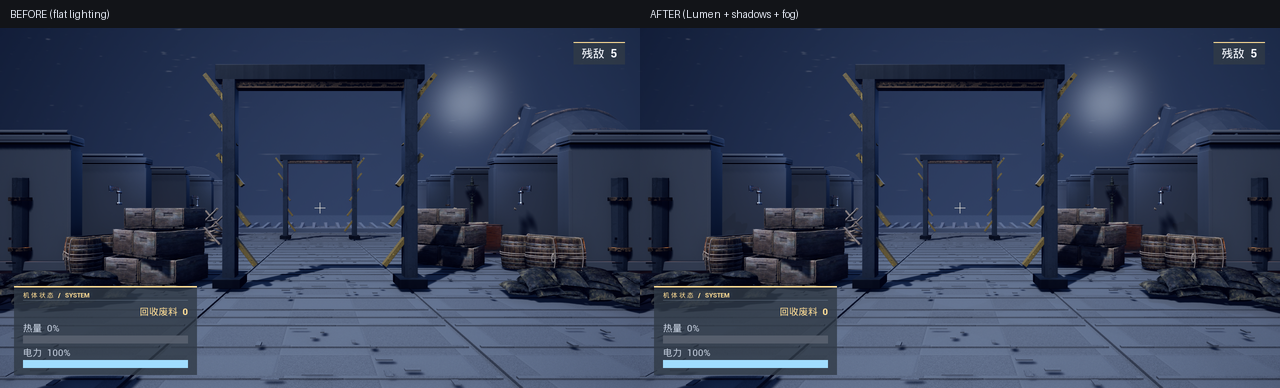 BEFORE (flat lighting)
残敌 5
机体状态 / SYSTEM
回收废料 0
热量 0%
电力 100%
AFTER (Lumen + shadows + fog)
残敌 5
机体状态 / SYSTEM
回收废料 0
热量 0%
电力 100%